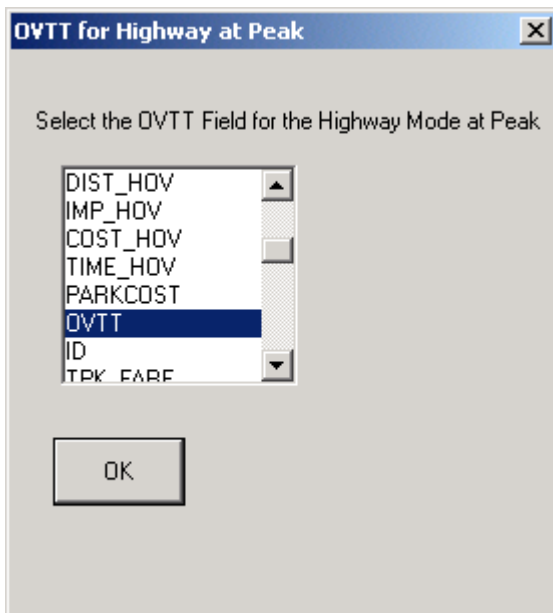 OVTT for Highway at Peak
Select the OVTT Field for the Highway Mode at Peak
DIST_HOV
IMP_HOV
COST_HOV
TIME_HOV
PARKCOST
OVTT
ID
TPK_FARE
OK